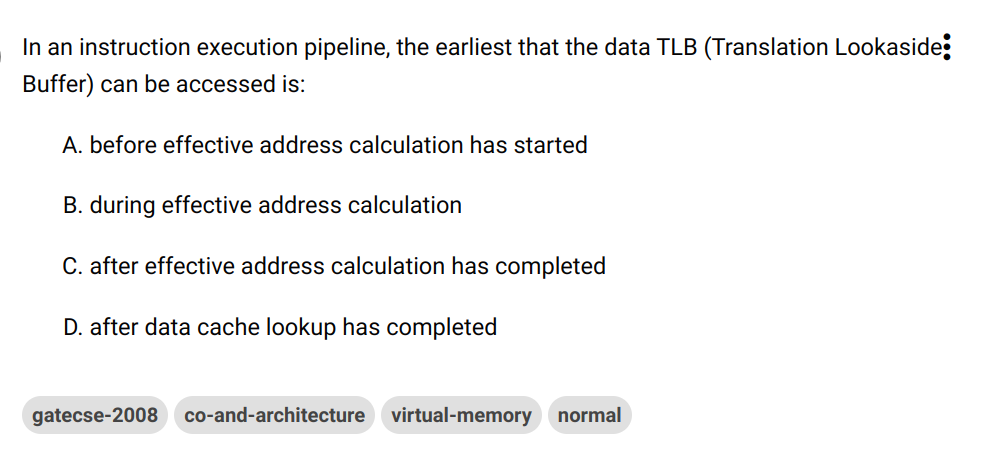 In an instruction execution pipeline, the earliest that the data TLB (Translation Lookaside
Buffer) can be accessed is:
A. before effective address calculation has started
B. during effective address calculation
C. after effective address calculation has completed
D. after data cache lookup has completed
gatecse-2008 co-and-architecture virtual-memory normal